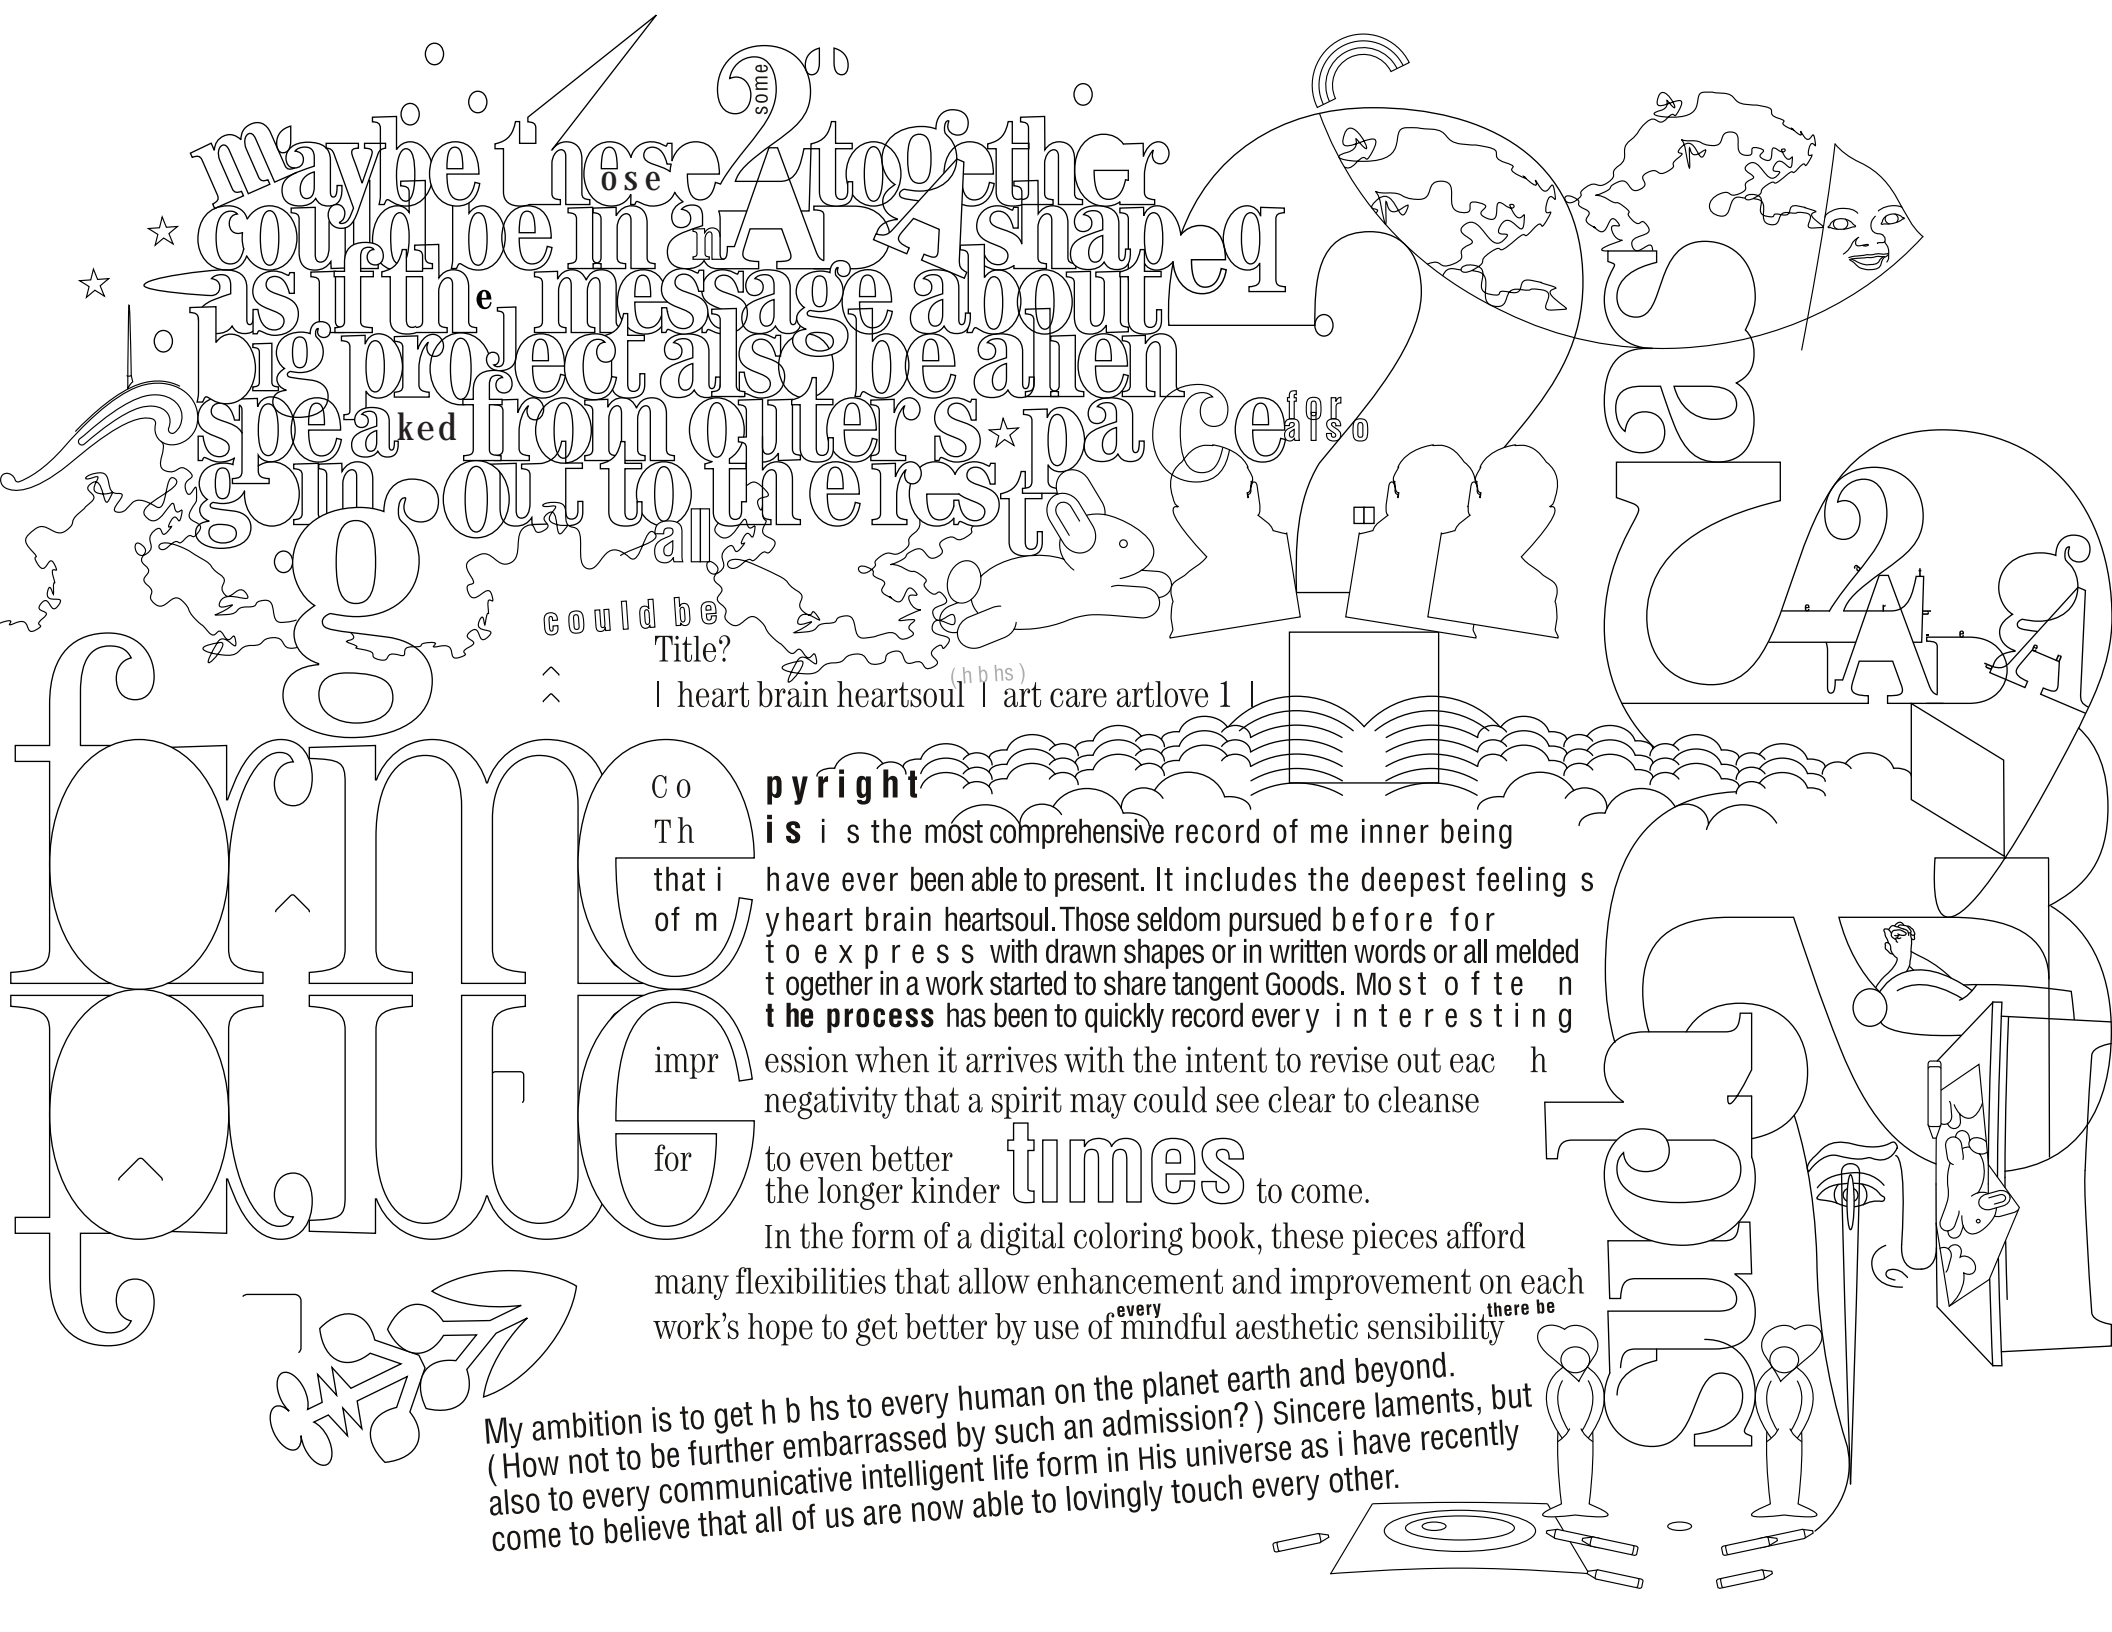 some
maybe those 2 together
ose
could be in an A shape
as if the message about
big project also be alien
speaked from outer space for
also
goin out to the rest
all
could be
Title?
(h b hs)
| heart brain heartsoul | art care artlove 1 |
forme
Copyright
This i s the most comprehensive record of me inner being
that i have ever been able to present. It includes the deepest feeling s
of my heart brain heartsoul. Those seldom pursued before for
to express with drawn shapes or in written words or all melded
together in a work started to share tangent Goods. Most ofte n
the process has been to quickly record every interesting
impression when it arrives with the intent to revise out eac h
negativity that a spirit may could see clear to cleanse
for to even better
the longer kinder times to come.
In the form of a digital coloring book, these pieces afford
many flexibilities that allow enhancement and improvement on each
every there be
work's hope to get better by use of mindful aesthetic sensibility
My ambition is to get h b hs to every human on the planet earth and beyond.
(How not to be further embarrassed by such an admission?) Sincere laments, but
also to every communicative intelligent life form in His universe as i have recently
come to believe that all of us are now able to lovingly touch every other.